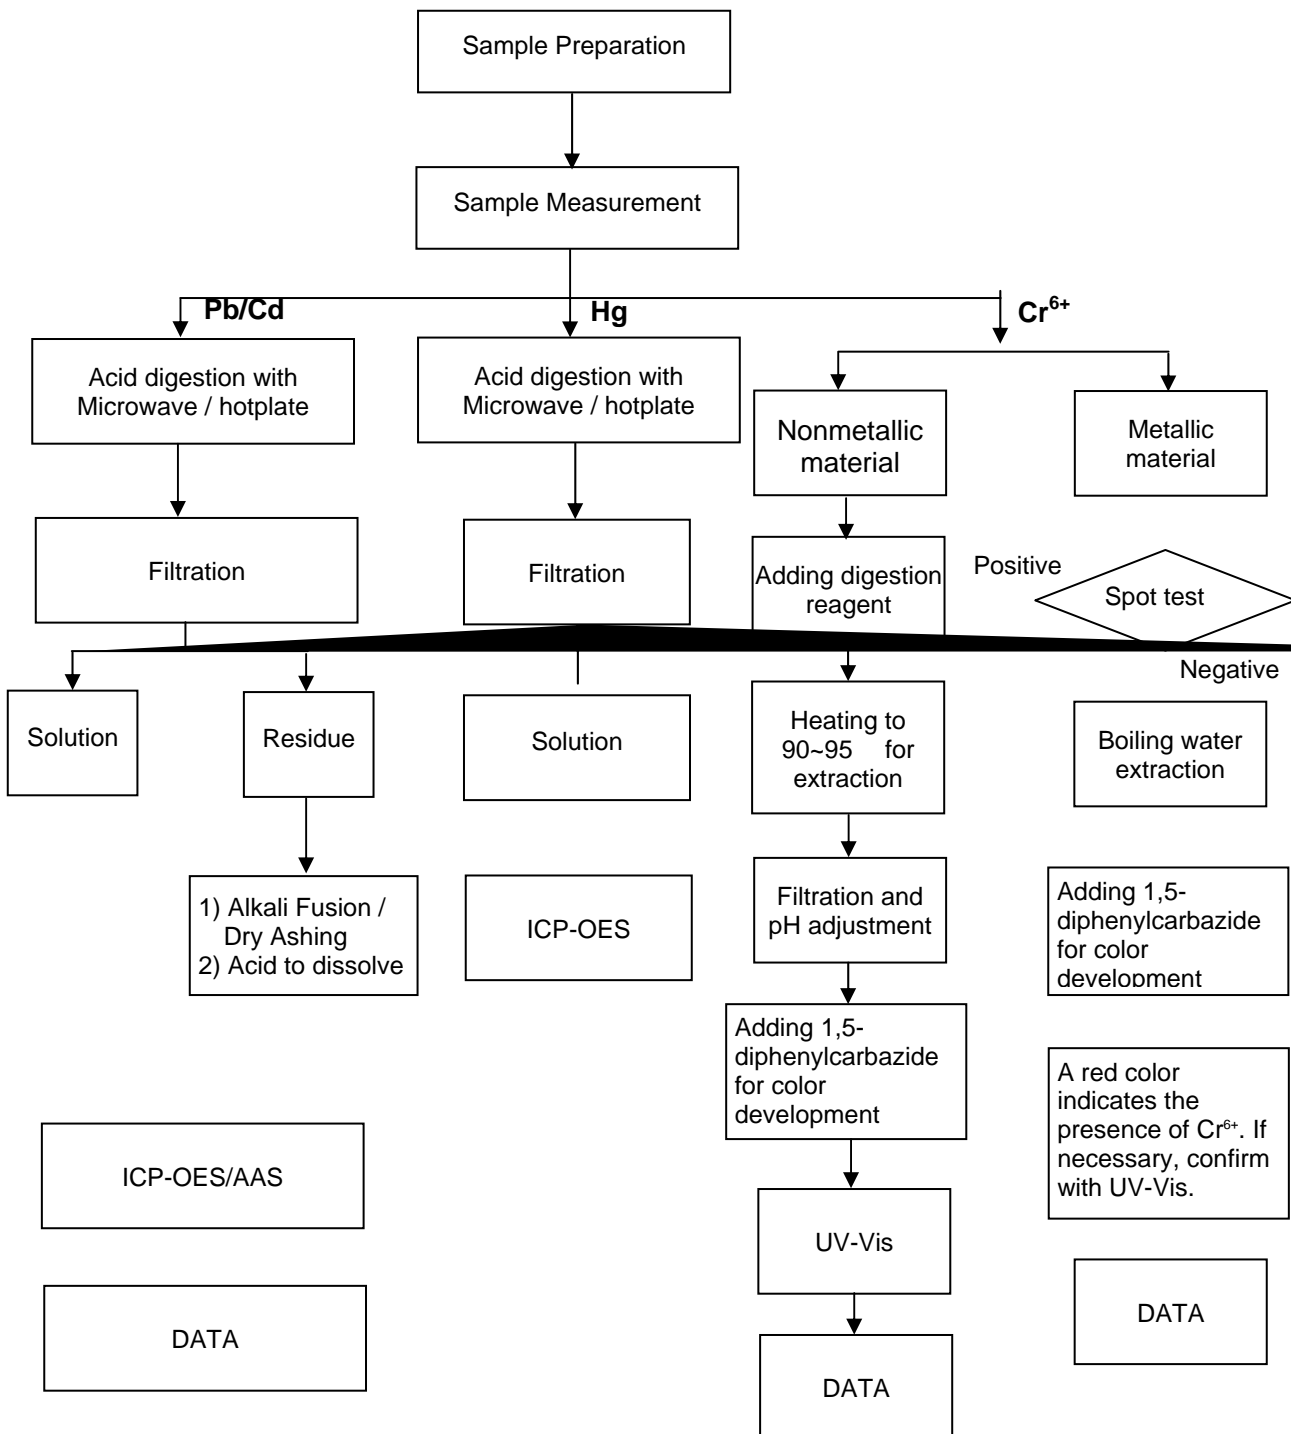 Sample Preparation
Sample Measurement
Pb/Cd
Hg
Cr⁶⁺
Acid digestion with
Microwave / hotplate
Acid digestion with
Microwave / hotplate
Nonmetallic
material
Metallic
material
Filtration
Filtration
Adding digestion
reagent
Positive
Spot test
Negative
Solution
Residue
Solution
Heating to
90~95 for
extraction
Boiling water
extraction
1) Alkali Fusion /
Dry Ashing
2) Acid to dissolve
ICP-OES
Filtration and
pH adjustment
Adding 1,5-
diphenylcarbazide
for color
development
Adding 1,5-
diphenylcarbazide
for color
development
A red color
indicates the
presence of Cr⁶⁺. If
necessary, confirm
with UV-Vis.
ICP-OES/AAS
UV-Vis
DATA
DATA
DATA